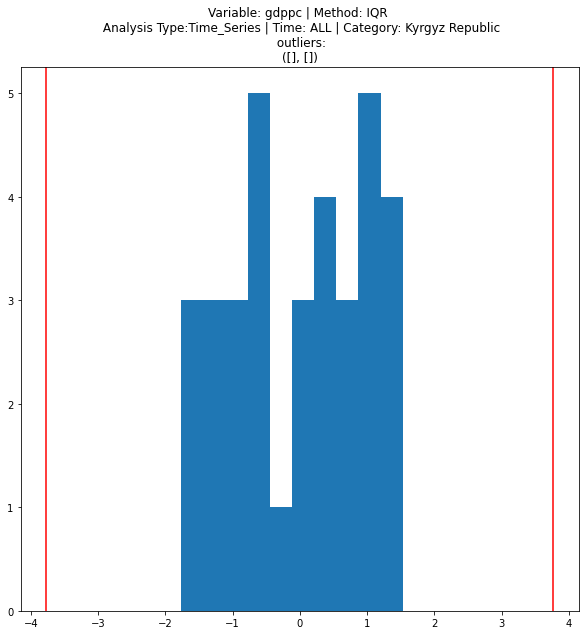 Variable: gdppc | Method: IQR
Analysis Type:Time_Series | Time: ALL | Category: Kyrgyz Republic
outliers:
([], [])
5
4
3
2
1
0
−4 −3 −2 −1 0 1 2 3 4